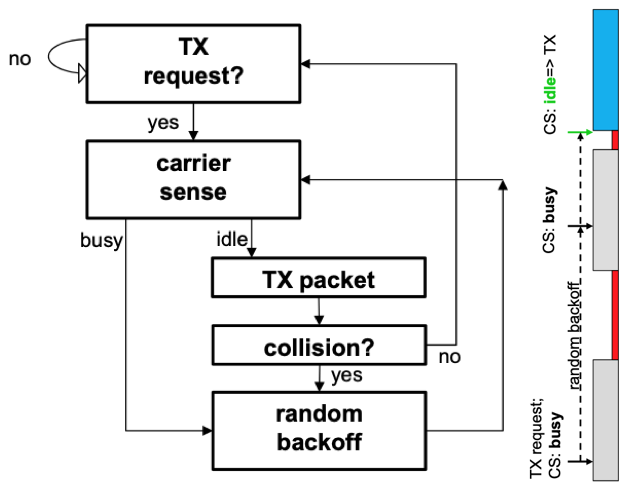 no
TX
request?
yes
carrier
sense
busy
idle
TX packet
collision?
no
yes
random
backoff
CS: idle=> TX
CS: busy
random backoff
TX request;
CS: busy